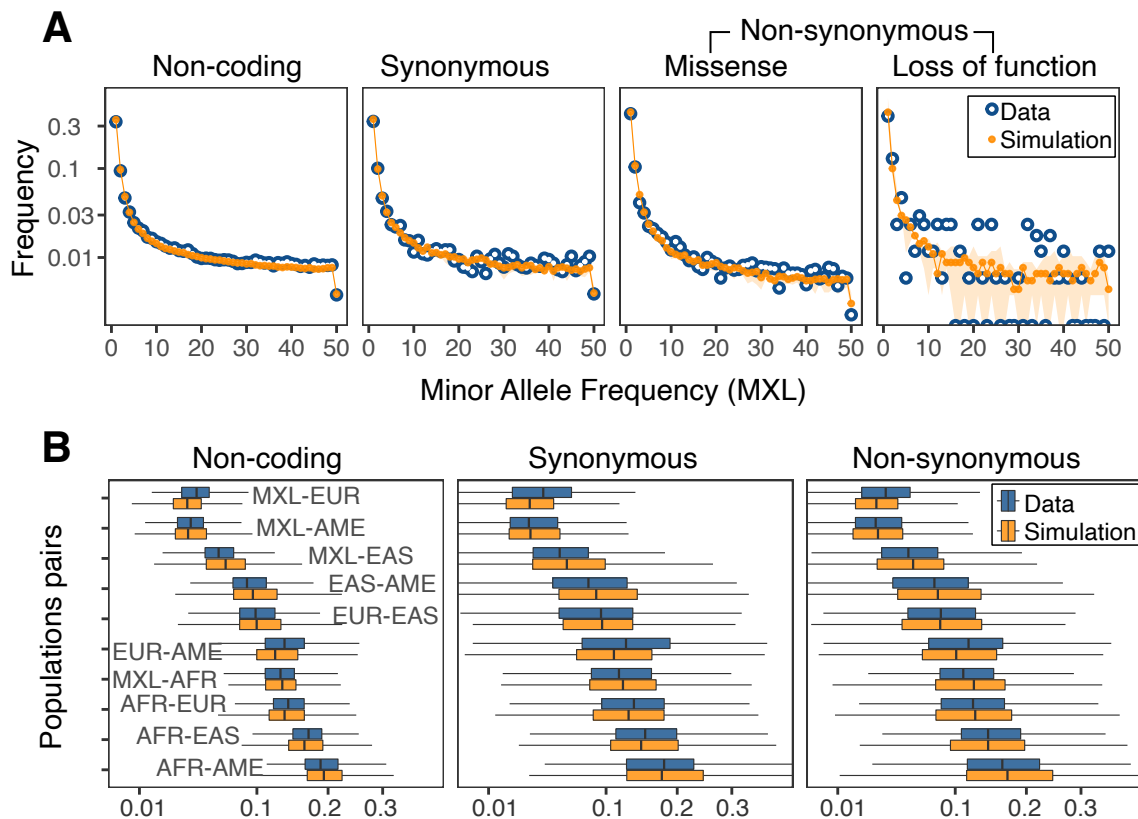 A
Non-synonymous
Non-coding Synonymous Missense Loss of function
Data
Simulation
Frequency
0.3
0.1
0.03
0.01
0 10 20 30 40 50 0 10 20 30 40 50 0 10 20 30 40 50 0 10 20 30 40 50
Minor Allele Frequency (MXL)
B
Non-coding Synonymous Non-synonymous
Data
Simulation
Populations pairs
MXL-EUR
MXL-AME
MXL-EAS
EAS-AME
EUR-EAS
EUR-AME
MXL-AFR
AFR-EUR
AFR-EAS
AFR-AME
0.01 0.1 0.2 0.3 0.01 0.1 0.2 0.3 0.01 0.1 0.2 0.3